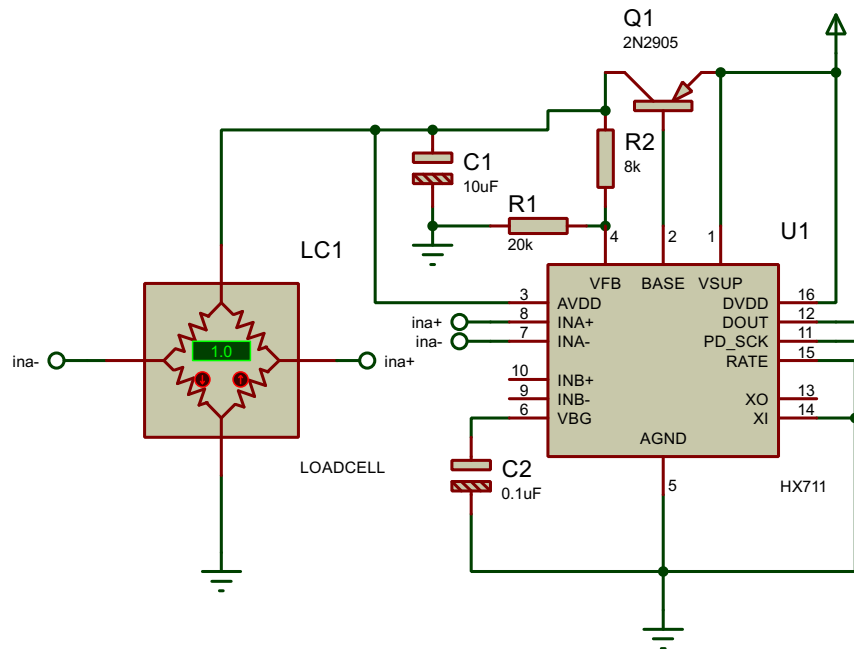 Q1
2N2905
R2
8k
C1
10uF
R1
20k
4
2
1
U1
LC1
VFB BASE VSUP
3 AVDD DVDD 16
ina+ 8 INA+ DOUT 12
ina- 7 INA- PD_SCK 11
RATE 15
ina- 1.0 ina+
10 INB+
9 INB- XO 13
6 VBG XI 14
AGND
C2
0.1uF
5
HX711
LOADCELL